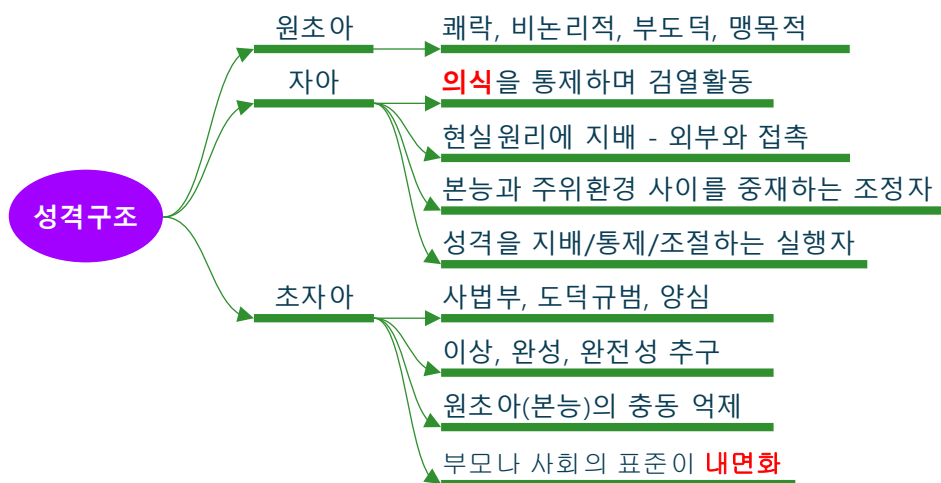 원초아
쾌락, 비논리적, 부도덕, 맹목적
자아
의식을 통제하며 검열활동
현실원리에 지배 - 외부와 접촉
본능과 주위환경 사이를 중재하는 조정자
성격구조
성격을 지배/통제/조절하는 실행자
초자아
사법부, 도덕규범, 양심
이상, 완성, 완전성 추구
원초아(본능)의 충동 억제
부모나 사회의 표준이 내면화